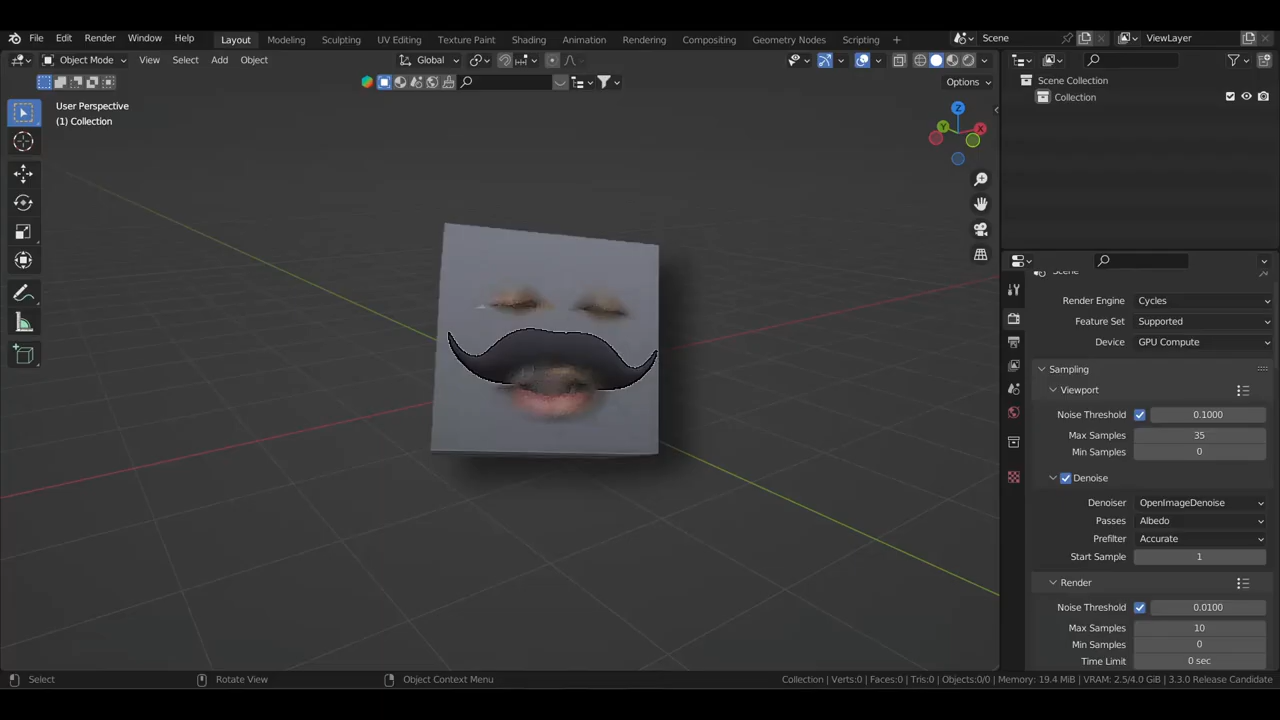 File Edit Render Window Help Layout Modeling Sculpting UV Editing Texture Paint Shading Animation Rendering Compositing Geometry Nodes Scripting + Scene ViewLayer
Object Mode View Select Add Object Global
Options
User Perspective
(1) Collection
Z
Y
X
Scene Collection
Collection
Scene
Render Engine Cycles
Feature Set Supported
Device GPU Compute
Sampling
Viewport
Noise Threshold 0.1000
Max Samples 35
Min Samples 0
Denoise
Denoiser OpenImageDenoise
Passes Albedo
Prefilter Accurate
Start Sample 1
Render
Noise Threshold 0.0100
Max Samples 10
Min Samples 0
Time Limit 0 sec
Select Rotate View Object Context Menu Collection | Verts:0 | Faces:0 | Tris:0 | Objects:0/0 | Memory: 19.4 MiB | VRAM: 2.5/4.0 GiB | 3.3.0 Release Candidate